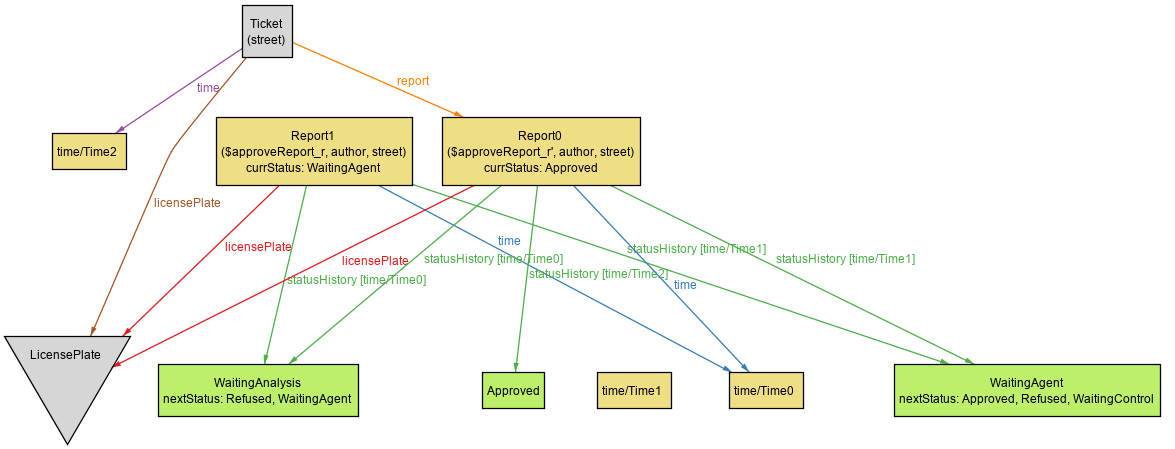 Ticket
(street)
time
report
Report1
($approveReport_r, author, street)
currStatus: WaitingAgent
Report0
($approveReport_r', author, street)
currStatus: Approved
time/Time2
licensePlate
licensePlate
time
statusHistory [time/Time1]
licensePlate
statusHistory [time/Time0]
statusHistory [time/Time1]
statusHistory [time/Time0]
statusHistory [time/Time2]
time
LicensePlate
WaitingAnalysis
nextStatus: Refused, WaitingAgent
Approved
time/Time1
time/Time0
WaitingAgent
nextStatus: Approved, Refused, WaitingControl